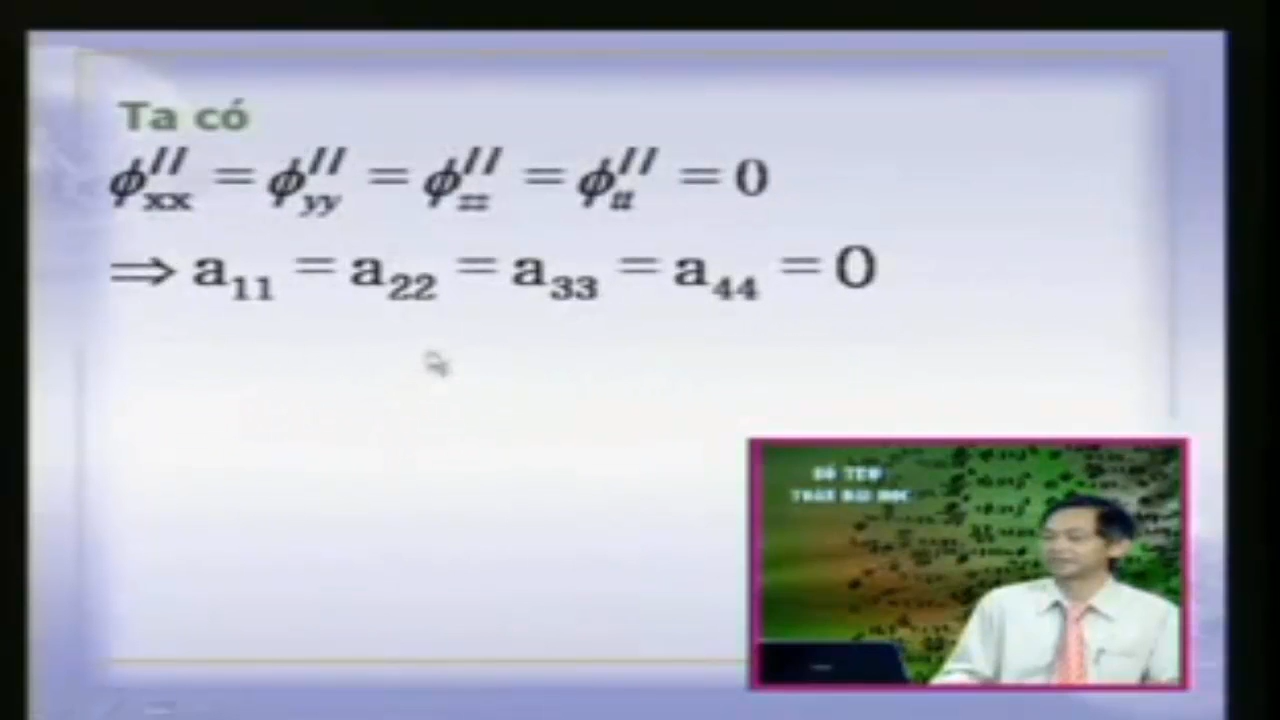 Ta có
ϕ''xx = ϕ''yy = ϕ''zz = ϕ''tt = 0
⇒ a₁₁ = a₂₂ = a₃₃ = a₄₄ = 0